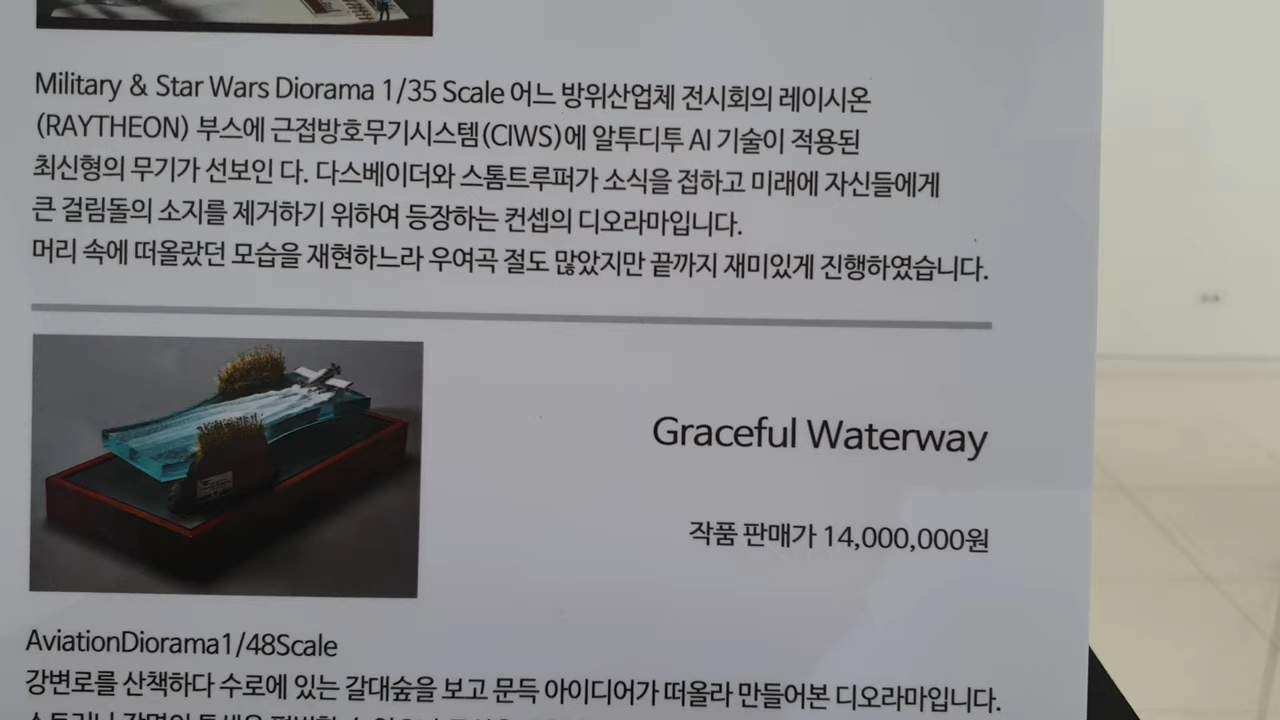 Military & Star Wars Diorama 1/35 Scale 어느 방위산업체 전시회의 레이시온
(RAYTHEON) 부스에 근접방호무기시스템(CIWS)에 알투디투 AI 기술이 적용된
최신형의 무기가 선보인 다. 다스베이더와 스톰트루퍼가 소식을 접하고 미래에 자신들에게
큰 걸림돌의 소지를 제거하기 위하여 등장하는 컨셉의 디오라마입니다.
머리 속에 떠올랐던 모습을 재현하느라 우여곡 절도 많았지만 끝까지 재미있게 진행하였습니다.
Graceful Waterway
작품 판매가 14,000,000원
AviationDiorama1/48Scale
강변로를 산책하다 수로에 있는 갈대숲을 보고 문득 아이디어가 떠올라 만들어본 디오라마입니다.